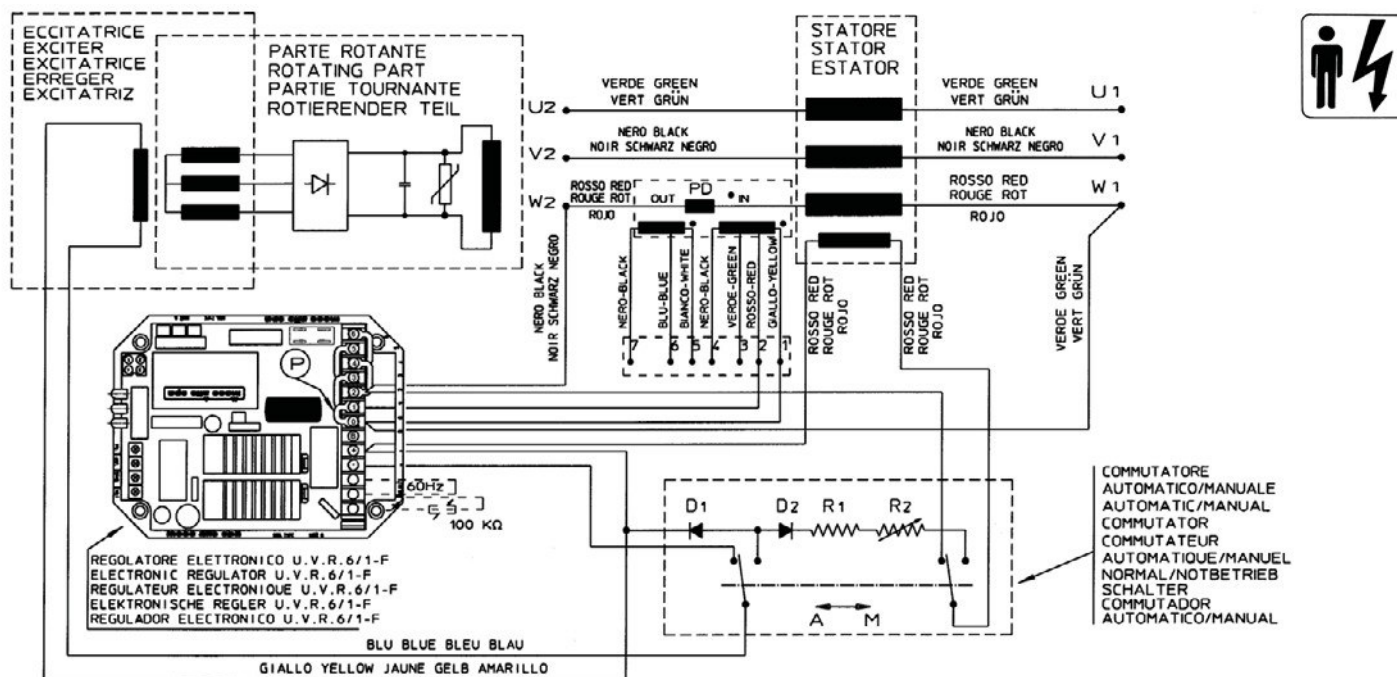 ECCITATRICE
EXCITER
EXCITATRICE
ERREGER
EXCITATRIZ
PARTE ROTANTE
ROTATING PART
PARTIE TOURNANTE
ROTIERENDER TEIL
STATORE
STATOR
ESTATOR
U2
VERDE GREEN
VERT GRÜN
VERDE GREEN
VERT GRÜN
U1
V2
NERO BLACK
NOIR SCHWARZ NEGRO
NERO BLACK
NOIR SCHWARZ NEGRO
V1
W2
ROSSO RED
ROUGE ROT
ROJO
OUT
PD
IN
ROSSO RED
ROUGE ROT
ROJO
W1
NERO BLACK
NOIR SCHWARZ NEGRO
NERO-BLACK
BLU-BLUE
BIANCO-WHITE
NERO-BLACK
VERDE-GREEN
ROSSO-RED
GIALLO-YELLOW
7 6 5 4 3 2 1
ROSSO RED
ROUGE ROT
ROJO
ROSSO RED
ROUGE ROT
ROJO
VERDE GREEN
VERT GRÜN
P
60Hz
100 KΩ
REGOLATORE ELETTRONICO U.V.R.6/1-F
ELECTRONIC REGULATOR U.V.R.6/1-F
REGULATEUR ELECTRONIQUE U.V.R.6/1-F
ELEKTRONISCHE REGLER U.V.R.6/1-F
REGULADOR ELECTRONICO U.V.R.6/1-F
D1 D2 R1 R2
A M
COMMUTATORE
AUTOMATICO/MANUALE
AUTOMATIC/MANUAL
COMMUTATOR
COMMUTATEUR
AUTOMATIQUE/MANUEL
NORMAL/NOTBETRIEB
SCHALTER
COMMUTADOR
AUTOMATICO/MANUAL
BLU BLUE BLEU BLAU
GIALLO YELLOW JAUNE GELB AMARILLO